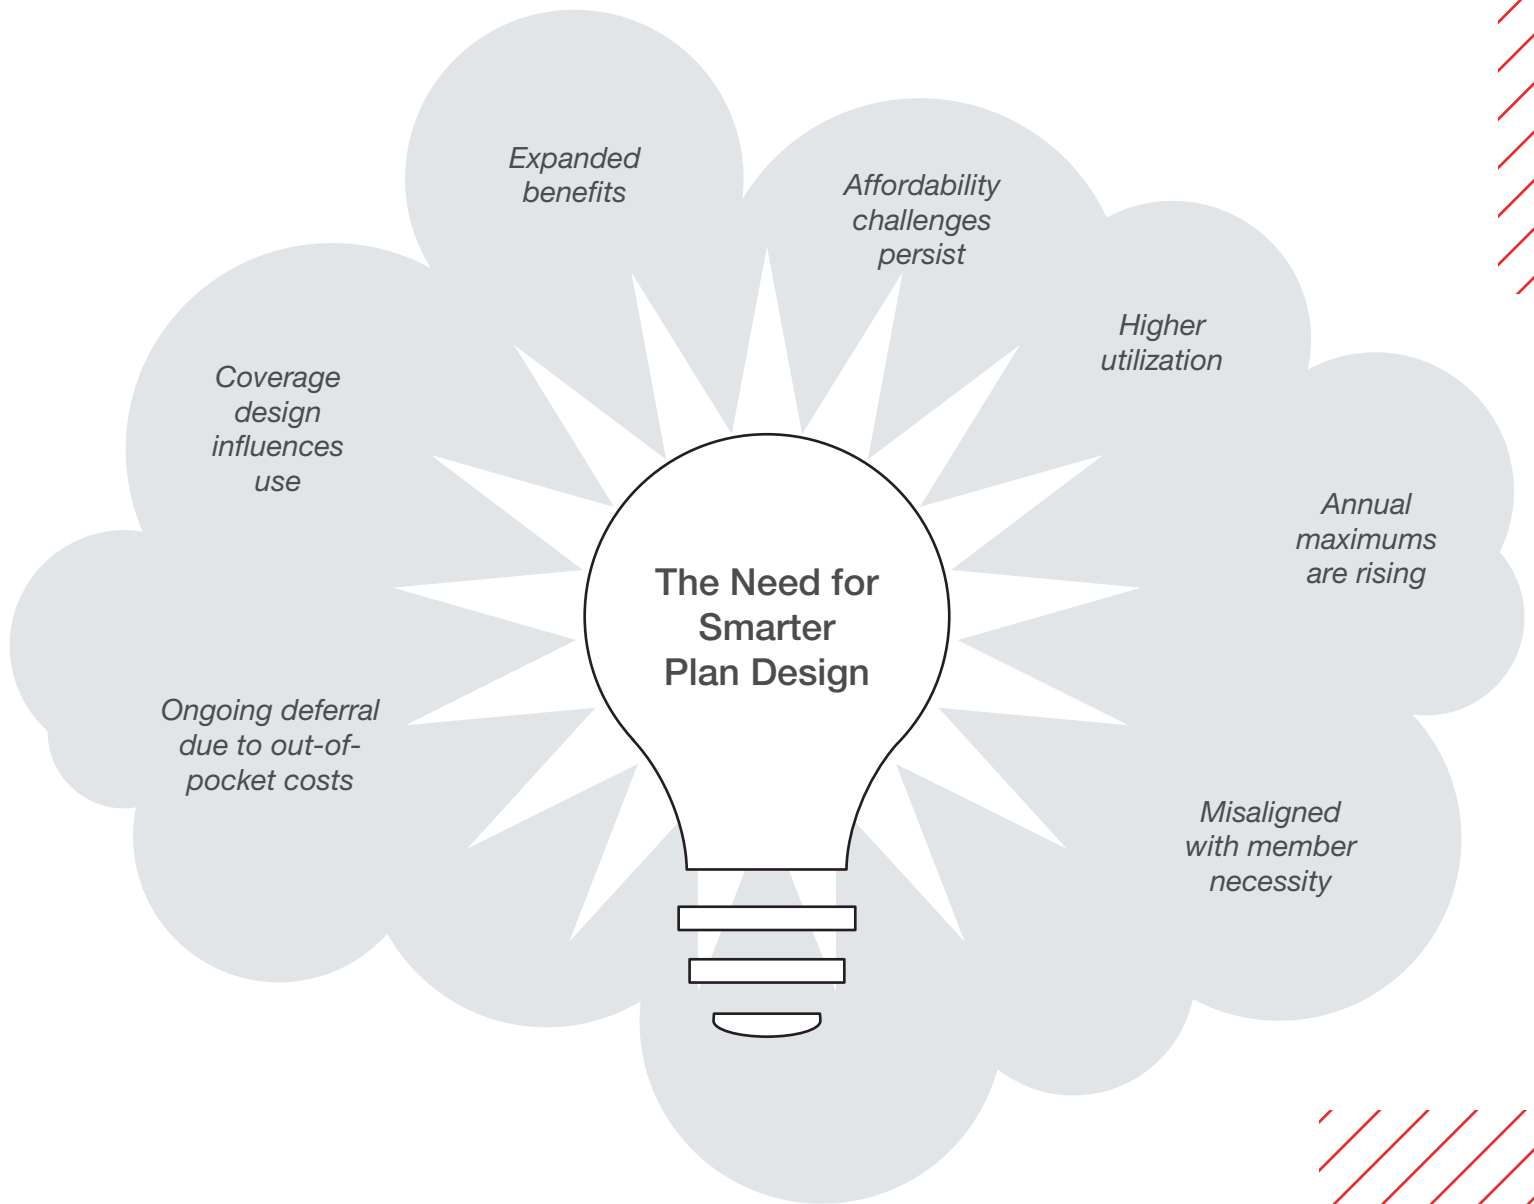 Expanded
benefits
Affordability
challenges
persist
Higher
utilization
Coverage
design
influences
use
Annual
maximums
are rising
The Need for
Smarter
Plan Design
Ongoing deferral
due to out-of-
pocket costs
Misaligned
with member
necessity